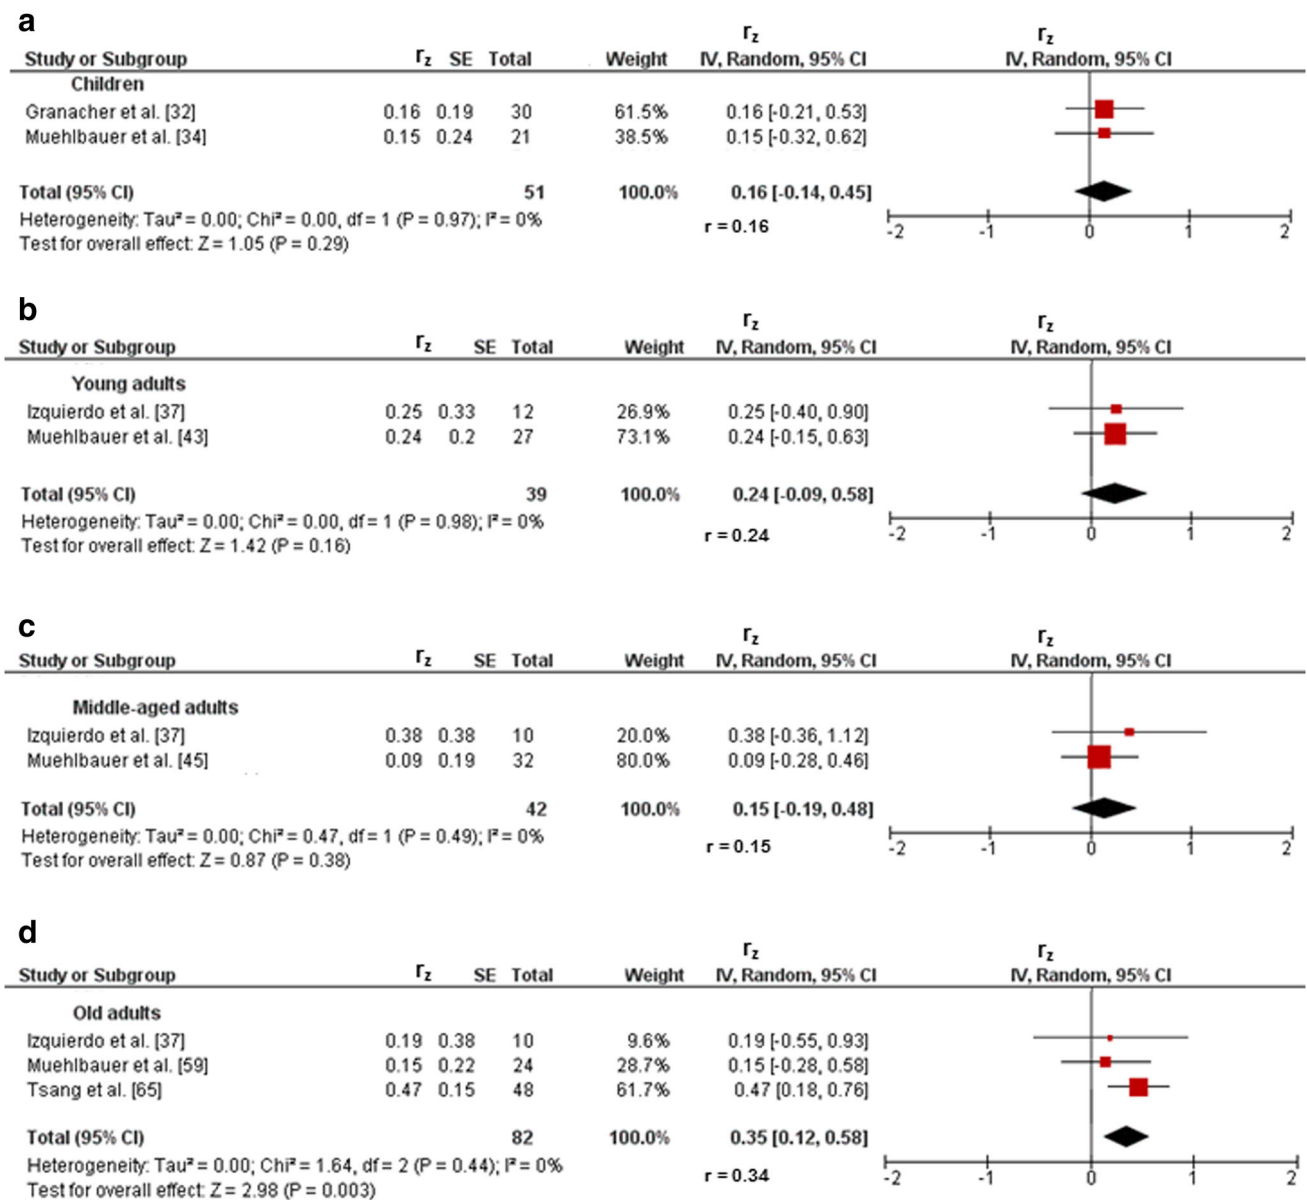 a
r_z r_z
Study or Subgroup r_z SE Total Weight IV, Random, 95% CI IV, Random, 95% CI
Children
Granacher et al. [32] 0.16 0.19 30 61.5% 0.16 [-0.21, 0.53]
Muehlbauer et al. [34] 0.15 0.24 21 38.5% 0.15 [-0.32, 0.62]
Total (95% CI) 51 100.0% 0.16 [-0.14, 0.45]
Heterogeneity: Tau² = 0.00; Chi² = 0.00, df = 1 (P = 0.97); I² = 0%
r = 0.16
-2 -1 0 1 2
Test for overall effect: Z = 1.05 (P = 0.29)
b
r_z r_z
Study or Subgroup r_z SE Total Weight IV, Random, 95% CI IV, Random, 95% CI
Young adults
Izquierdo et al. [37] 0.25 0.33 12 26.9% 0.25 [-0.40, 0.90]
Muehlbauer et al. [43] 0.24 0.2 27 73.1% 0.24 [-0.15, 0.63]
Total (95% CI) 39 100.0% 0.24 [-0.09, 0.58]
Heterogeneity: Tau² = 0.00; Chi² = 0.00, df = 1 (P = 0.98); I² = 0%
r = 0.24
-2 -1 0 1 2
Test for overall effect: Z = 1.42 (P = 0.16)
c
r_z r_z
Study or Subgroup r_z SE Total Weight IV, Random, 95% CI IV, Random, 95% CI
Middle-aged adults
Izquierdo et al. [37] 0.38 0.38 10 20.0% 0.38 [-0.36, 1.12]
Muehlbauer et al. [45] 0.09 0.19 32 80.0% 0.09 [-0.28, 0.46]
Total (95% CI) 42 100.0% 0.15 [-0.19, 0.48]
Heterogeneity: Tau² = 0.00; Chi² = 0.47, df = 1 (P = 0.49); I² = 0%
r = 0.15
-2 -1 0 1 2
Test for overall effect: Z = 0.87 (P = 0.38)
d
r_z r_z
Study or Subgroup r_z SE Total Weight IV, Random, 95% CI IV, Random, 95% CI
Old adults
Izquierdo et al. [37] 0.19 0.38 10 9.6% 0.19 [-0.55, 0.93]
Muehlbauer et al. [59] 0.15 0.22 24 28.7% 0.15 [-0.28, 0.58]
Tsang et al. [65] 0.47 0.15 48 61.7% 0.47 [0.18, 0.76]
Total (95% CI) 82 100.0% 0.35 [0.12, 0.58]
Heterogeneity: Tau² = 0.00; Chi² = 1.64, df = 2 (P = 0.44); I² = 0%
r = 0.34
-2 -1 0 1 2
Test for overall effect: Z = 2.98 (P = 0.003)